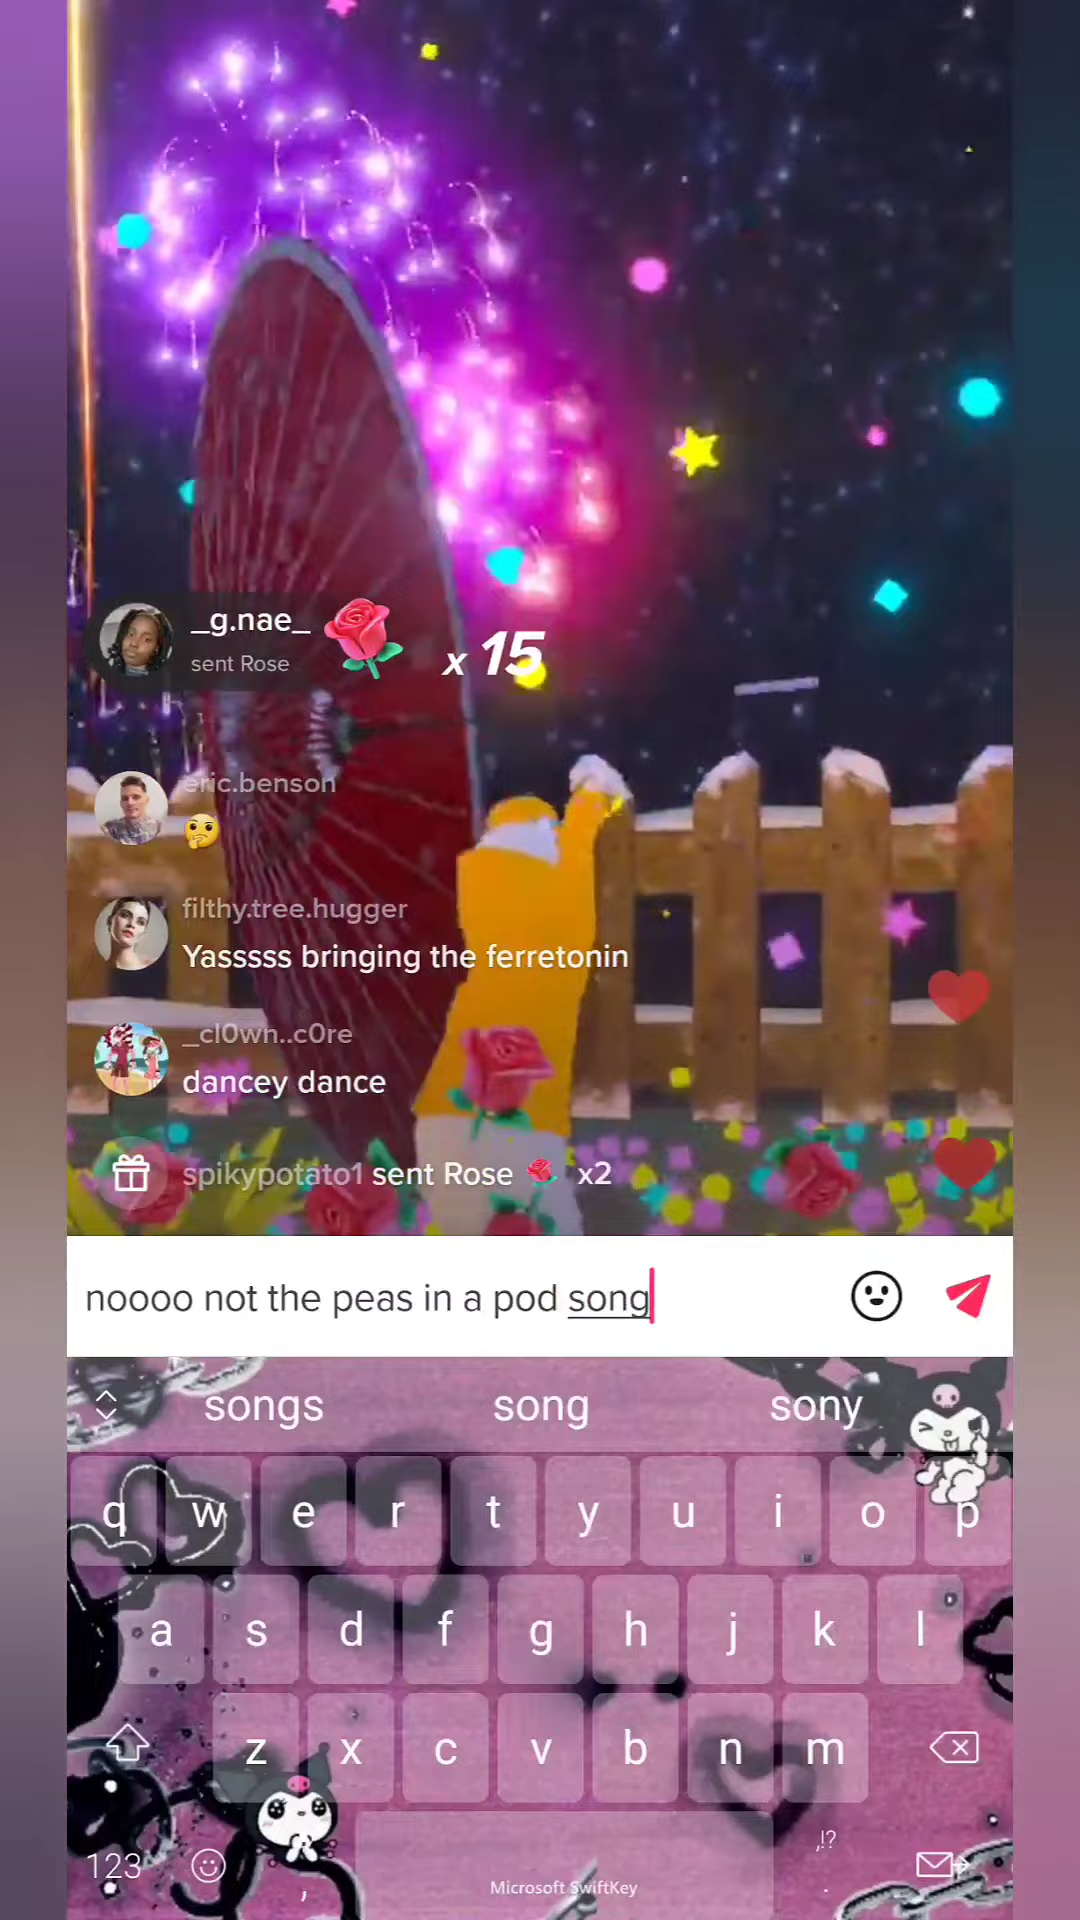 _g.nae_
sent Rose
x 15
eric.benson
filthy.tree.hugger
Yasssss bringing the ferretonin
_cl0wn..c0re
dancey dance
spikypotato1 sent Rose x2
noooo not the peas in a pod song
songs song sony
q w e r t y u i o p
a s d f g h j k l
z x c v b n m
,!?
123 , Microsoft SwiftKey .